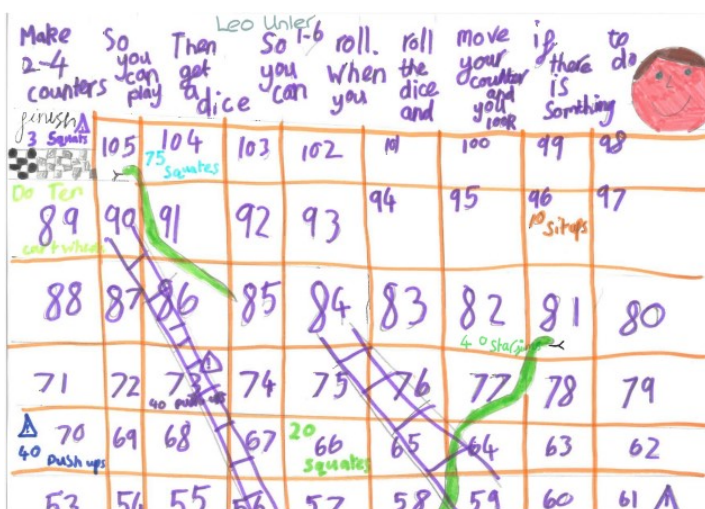 Leo Unler
Make 2-4 counters
So you can play
Then get a dice
So you can
1-6 roll. When you
roll the dice and
move your counter and you look
if there is somthing
to do
finish
3 Squats
105
104
75 squates
103
102
101
100
99
98
Do Ten
89
cartwheel
90
91
92
93
94
95
96
10 Situps
97
88
87
86
85
84
83
82
40 starjump
81
80
71
72
73
40 push ups
74
75
76
77
78
79
70
40 push ups
69
68
67
20
66
squates
65
64
63
62
53
54
55
56
57
58
59
60
61